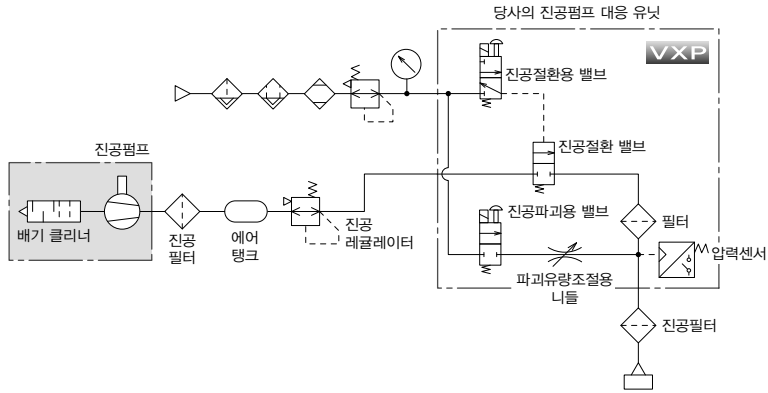 당사의 진공펌프 대응 유닛
VXP
진공절환용 밸브
진공펌프
진공절환 밸브
진공파괴용 밸브
필터
배기 클리너
진공
필터
에어
탱크
진공
레귤레이터
압력센서
파괴유량조절용
니들
진공필터